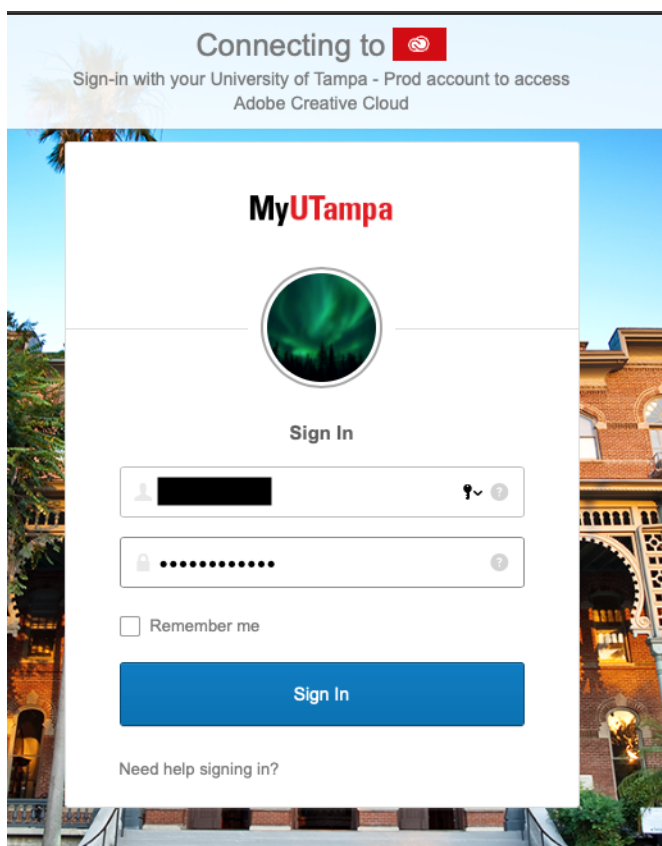 Connecting to
Sign-in with your University of Tampa - Prod account to access
Adobe Creative Cloud
MyUTampa
Sign In
••••••••••••
Remember me
Sign In
Need help signing in?